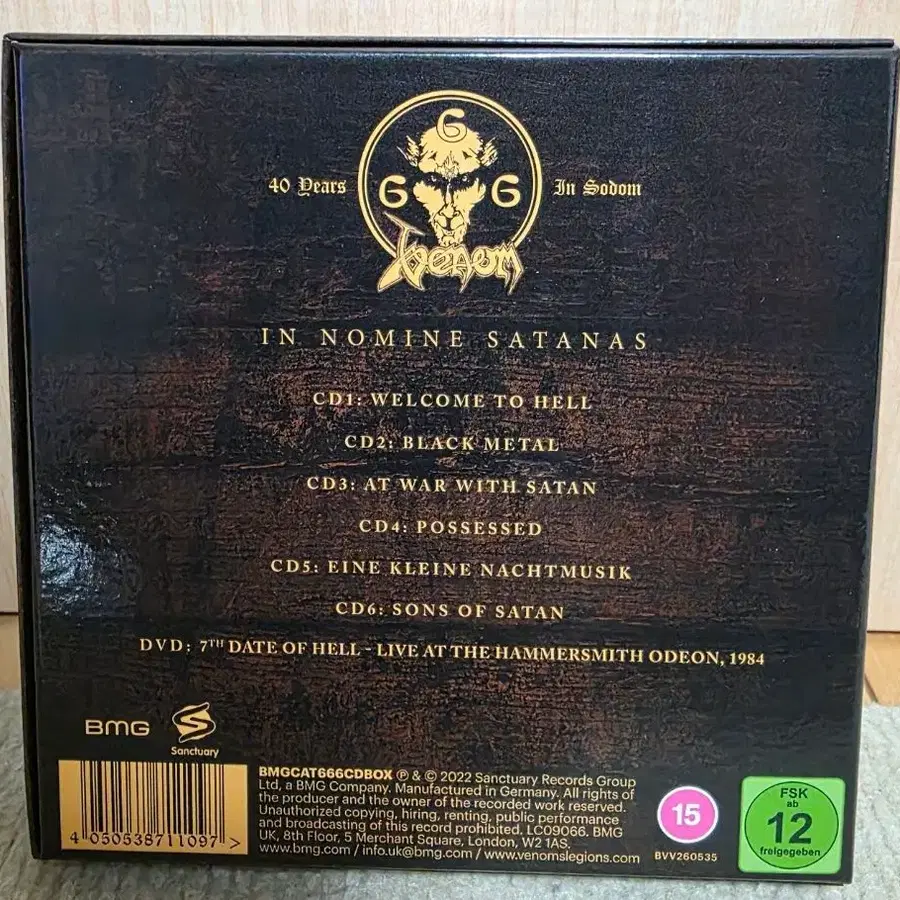 6
40 Years 6 6 In Sodom
Venom
IN NOMINE SATANAS
CD1: WELCOME TO HELL
CD2: BLACK METAL
CD3: AT WAR WITH SATAN
CD4: POSSESSED
CD5: EINE KLEINE NACHTMUSIK
CD6: SONS OF SATAN
DVD: 7TH DATE OF HELL - LIVE AT THE HAMMERSMITH ODEON, 1984
BMG
Sanctuary
4 050538711097 >
BMGCAT666CDBOX ℗ & © 2022 Sanctuary Records Group
Ltd, a BMG Company. Manufactured in Germany. All rights of
the producer and the owner of the recorded work reserved.
Unauthorized copying, hiring, renting, public performance
and broadcasting of this record prohibited. LC09066. BMG
UK, 8th Floor, 5 Merchant Square, London, W2 1AS.
www.bmg.com / info.uk@bmg.com / www.venomslegions.com
15
BVV260535
FSK
ab
12
freigegeben